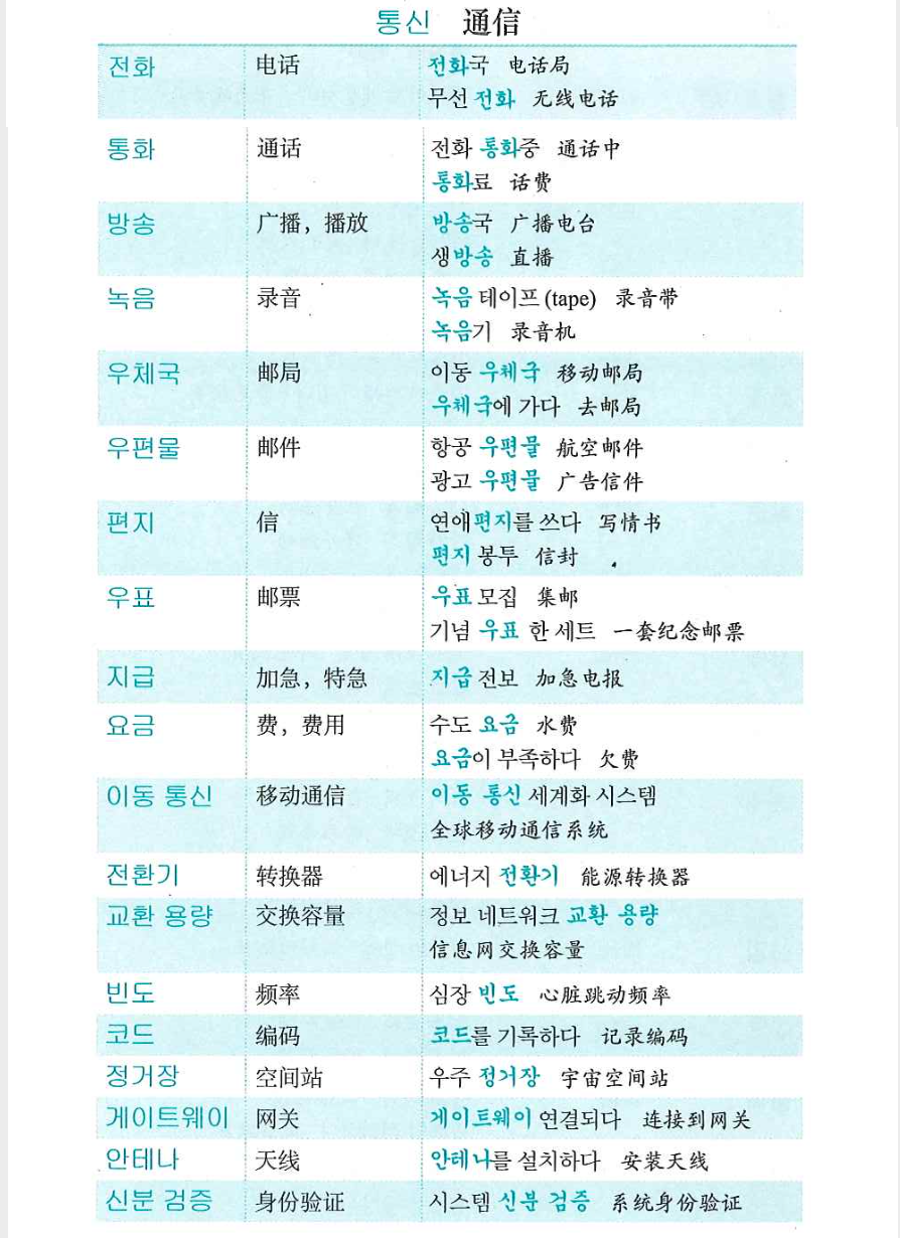 통신 通信
전화 电话 전화국 电话局
무선 전화 无线电话
통화 通话 전화 통화중 通话中
통화료 话费
방송 广播，播放 방송국 广播电台
생방송 直播
녹음 录音 녹음 테이프 (tape) 录音带
녹음기 录音机
우체국 邮局 이동 우체국 移动邮局
우체국에 가다 去邮局
우편물 邮件 항공 우편물 航空邮件
광고 우편물 广告信件
편지 信 연애편지를 쓰다 写情书
편지 봉투 信封
우표 邮票 우표 모집 集邮
기념 우표 한 세트 一套纪念邮票
지급 加急，特急 지급 전보 加急电报
요금 费，费用 수도 요금 水费
요금이 부족하다 欠费
이동 통신 移动通信 이동 통신 세계화 시스템
全球移动通信系统
전환기 转换器 에너지 전환기 能源转换器
교환 용량 交换容量 정보 네트워크 교환 용량
信息网交换容量
빈도 频率 심장 빈도 心脏跳动频率
코드 编码 코드를 기록하다 记录编码
정거장 空间站 우주 정거장 宇宙空间站
게이트웨이 网关 게이트웨이 연결되다 连接到网关
안테나 天线 안테나를 설치하다 安装天线
신분 검증 身份验证 시스템 신분 검증 系统身份验证